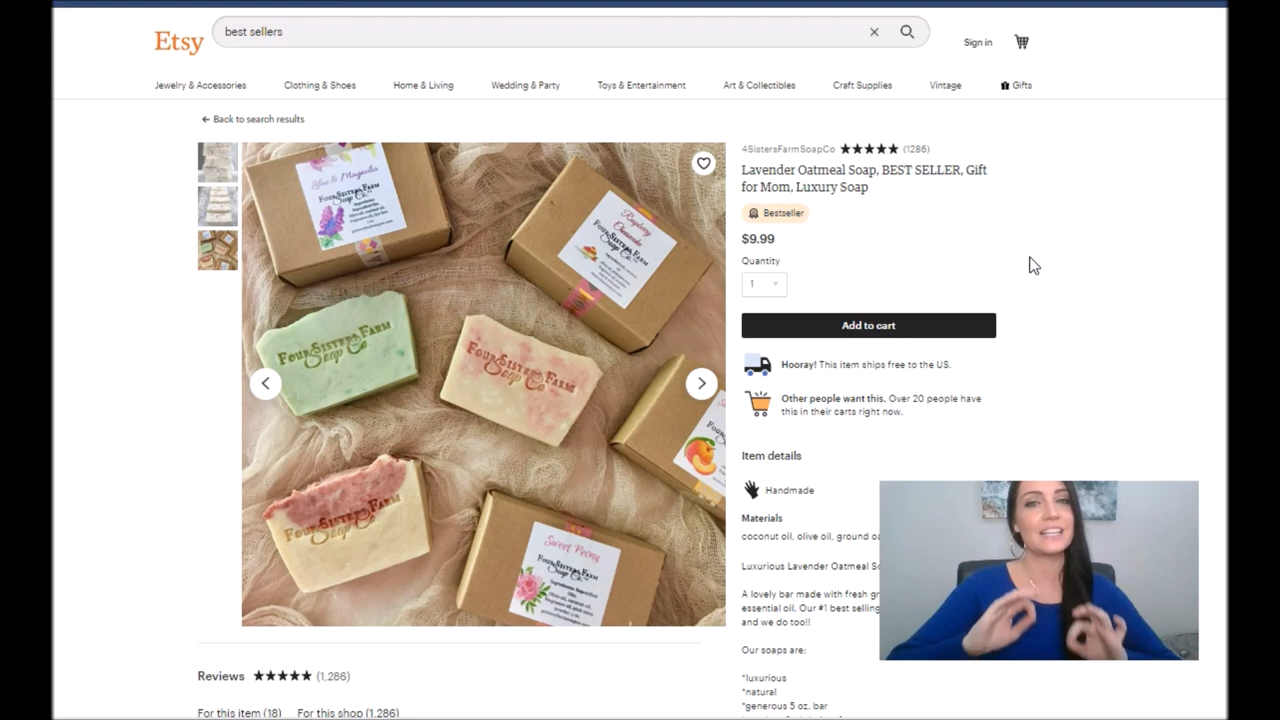 Etsy
best sellers
Sign in
Jewelry & Accessories
Clothing & Shoes
Home & Living
Wedding & Party
Toys & Entertainment
Art & Collectibles
Craft Supplies
Vintage
Gifts
← Back to search results
Lilac & Magnolia
Four Sisters Farm
Soap Co.
Raspberry
Cheesecake
Four Sisters Farm
Soap Co.
Four Sisters Farm
Soap Co
Four Sisters Farm
Soap Co
Four Sisters Farm
Soap Co
Sweet Peony
Four Sisters Farm
Soap Co.
4SistersFarmSoapCo ★★★★★ (1286)
Lavender Oatmeal Soap, BEST SELLER, Gift
for Mom, Luxury Soap
Bestseller
$9.99
Quantity
1
Add to cart
Hooray! This item ships free to the US.
Other people want this. Over 20 people have
this in their carts right now.
Item details
Handmade
Materials
coconut oil, olive oil, ground
Luxurious Lavender Oatmeal
A lovely bar made with fresh
essential oil. Our #1 best selling
and we do too!!
Our soaps are:
*luxurious
*natural
*generous 5 oz. bar
Reviews ★★★★★ (1,286)
For this item (18)
For this shop (1,286)